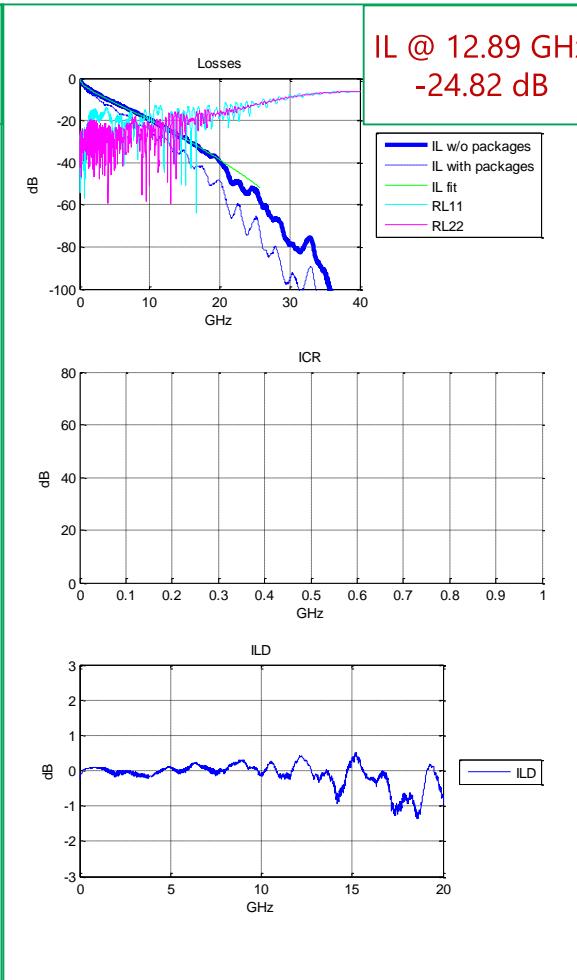 IL @ 12.89 GHz
-24.82 dB
Losses
0
-20
-40
-60
-80
-100
dB
0 10 20 30 40
GHz
IL w/o packages
IL with packages
IL fit
RL11
RL22
ICR
80
60
40
20
0
dB
0 0.1 0.2 0.3 0.4 0.5 0.6 0.7 0.8 0.9 1
GHz
ILD
3
2
1
0
-1
-2
-3
dB
0 5 10 15 20
GHz
ILD